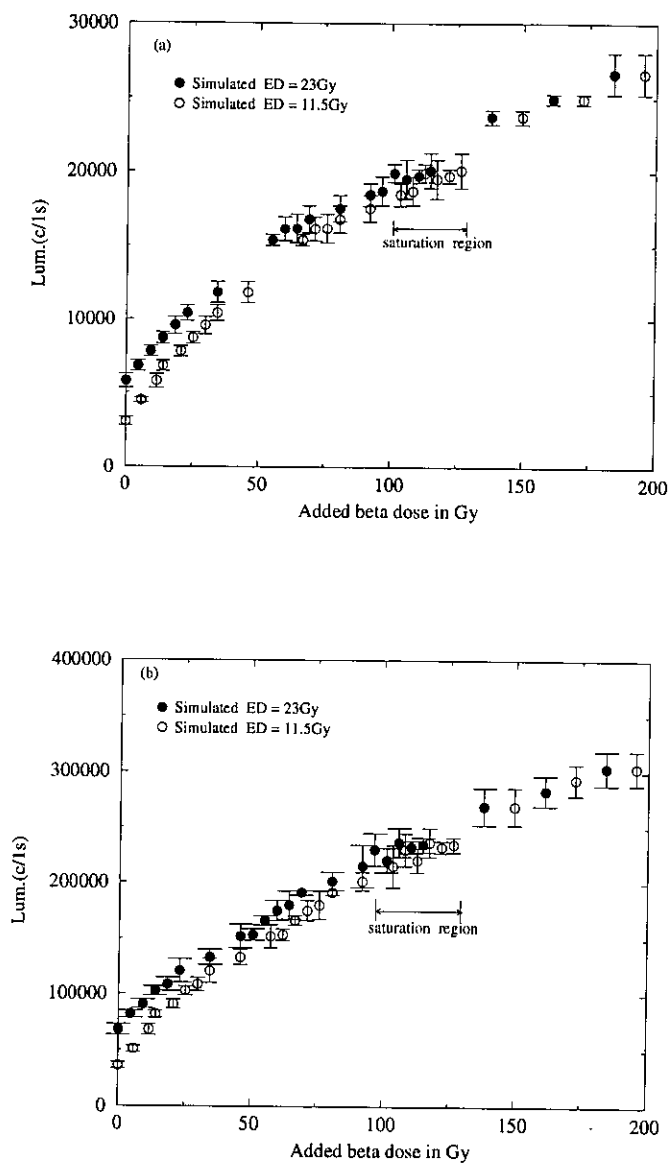 30000
(a)
● Simulated ED = 23Gy
○ Simulated ED = 11.5Gy
20000
saturation region
Lum.(c/1s)
10000
0
0 50 100 150 200
Added beta dose in Gy
400000
(b)
● Simulated ED = 23Gy
○ Simulated ED = 11.5Gy
300000
Lum.(c/1s)
200000
saturation region
100000
0
0 50 100 150 200
Added beta dose in Gy